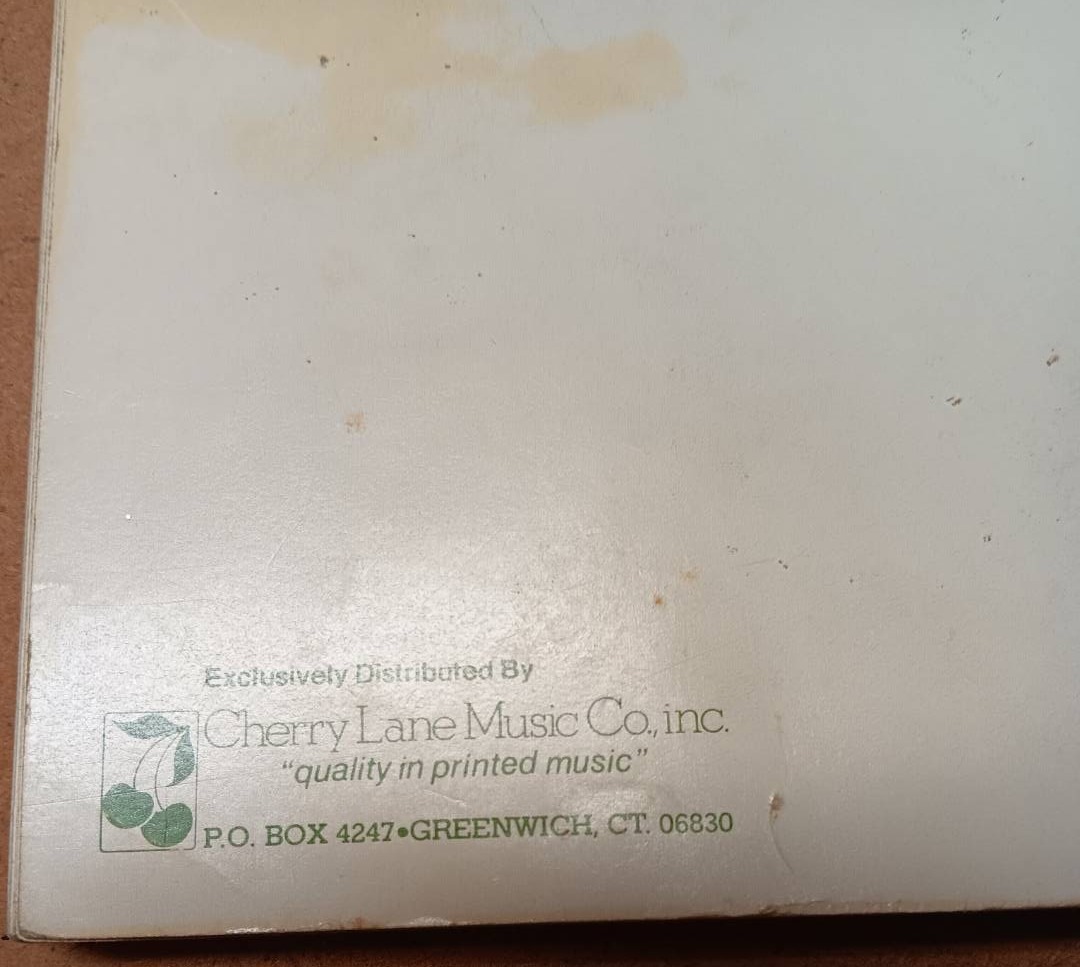 Exclusively Distributed By
Cherry Lane Music Co., inc.
“quality in printed music”
P.O. BOX 4247•GREENWICH, CT. 06830